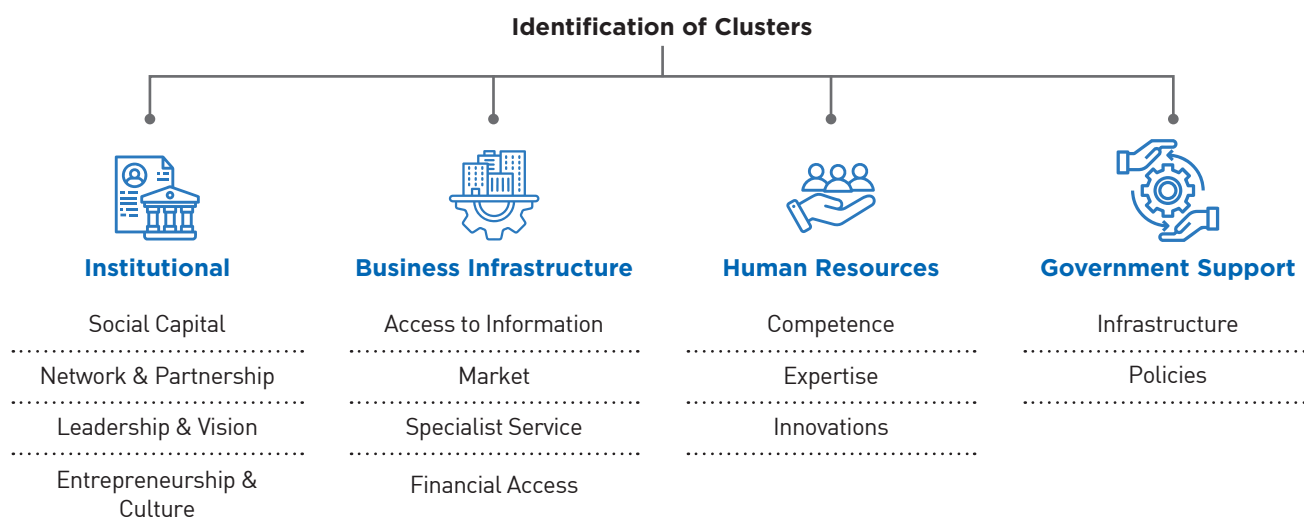 Identification of Clusters
Institutional
Social Capital
Network & Partnership
Leadership & Vision
Entrepreneurship &
Culture
Business Infrastructure
Access to Information
Market
Specialist Service
Financial Access
Human Resources
Competence
Expertise
Innovations
Government Support
Infrastructure
Policies